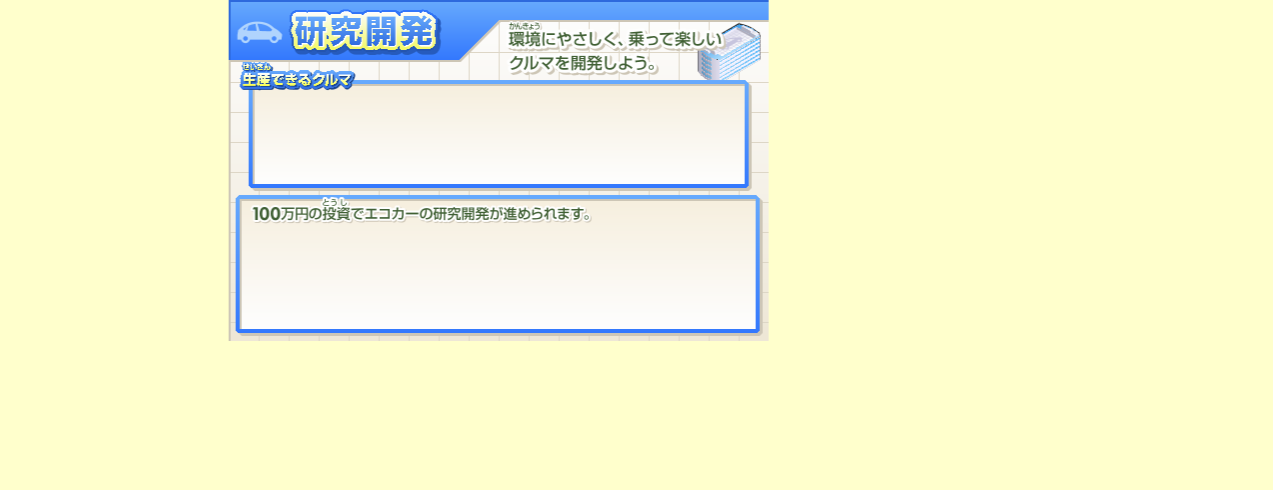 研究開発
かんきょう
環境にやさしく、乗って楽しい
クルマを開発しよう。
せいさん
生産できるクルマ
とうし
100万円の投資でエコカーの研究開発が進められます。